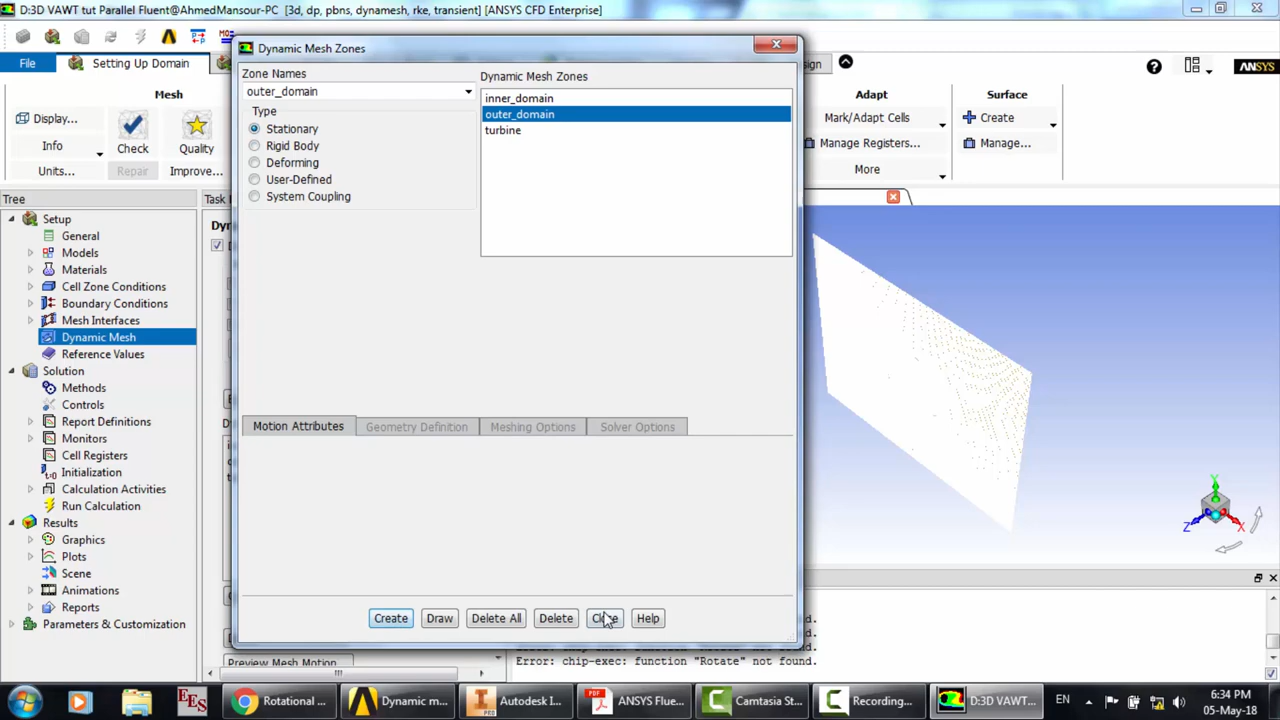 D:3D VAWT tut Parallel Fluent@AhmedMansour-PC [3d, dp, pbns, dynamesh, rke, transient] [ANSYS CFD Enterprise]
File
Setting Up Domain
Mesh
Display...
Info
Units...
Check
Repair
Quality
Improve...
Adapt
Mark/Adapt Cells
Manage Registers...
More
Surface
Create
Manage...
ANSYS
Tree
Setup
General
Models
Materials
Cell Zone Conditions
Boundary Conditions
Mesh Interfaces
Dynamic Mesh
Reference Values
Solution
Methods
Controls
Report Definitions
Monitors
Cell Registers
Initialization
Calculation Activities
Run Calculation
Results
Graphics
Plots
Scene
Animations
Reports
Parameters & Customization
Dynamic Mesh Zones
Zone Names
outer_domain
Type
Stationary
Rigid Body
Deforming
User-Defined
System Coupling
Dynamic Mesh Zones
inner_domain
outer_domain
turbine
Motion Attributes
Geometry Definition
Meshing Options
Solver Options
Create
Draw
Delete All
Delete
Help
Preview Mesh Motion
Error: chip-exec: function "Rotate" not found.
Y
Z
X
EES
Rotational
Dynamic m...
Autodesk I...
ANSYS Flue...
Camtasia St...
Recording...
D:3D VAWT...
EN
6:34 PM
05-May-18